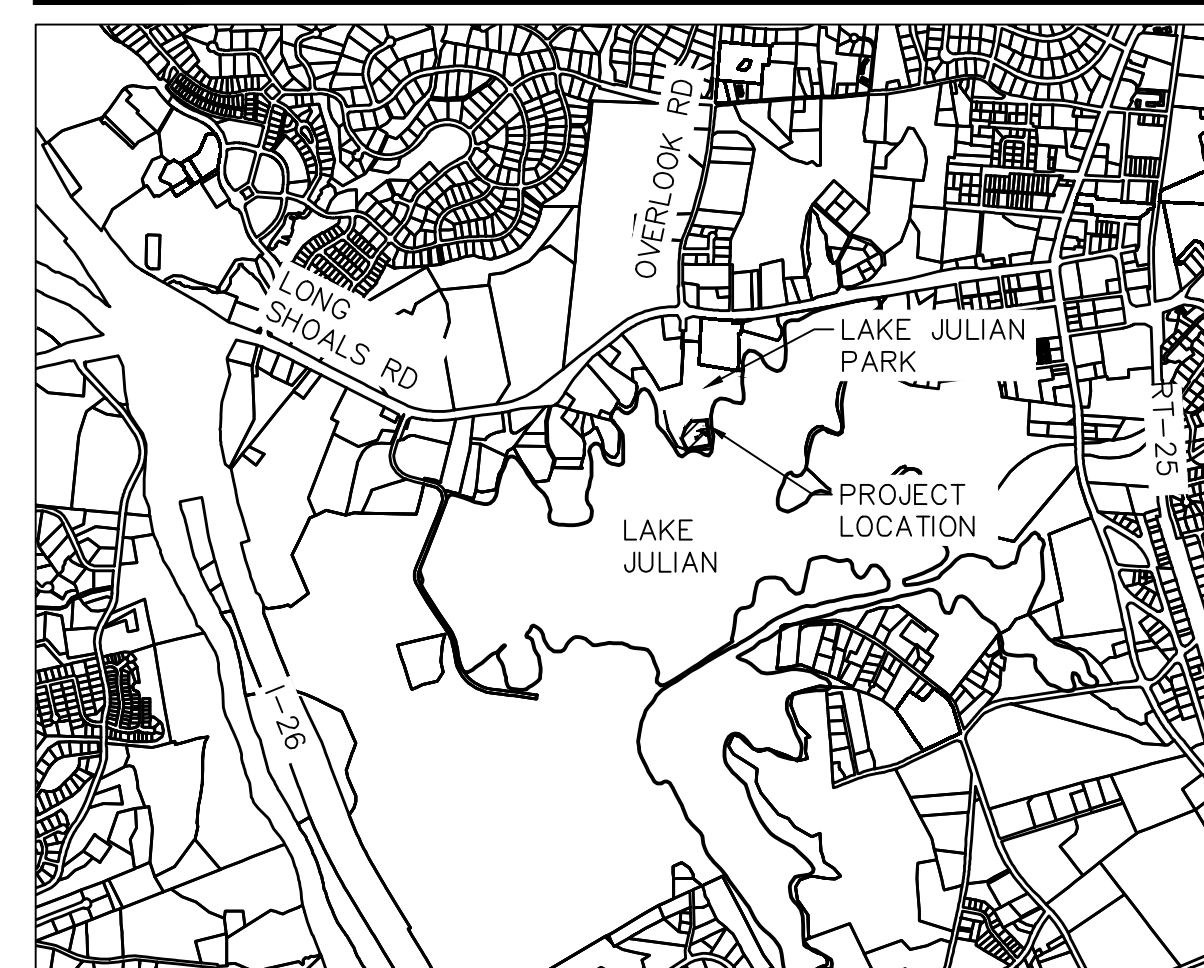 OVERLOOK RD
LONG
SHOALS RD
LAKE JULIAN
PARK
RT-25
PROJECT
LOCATION
LAKE
JULIAN
I-26